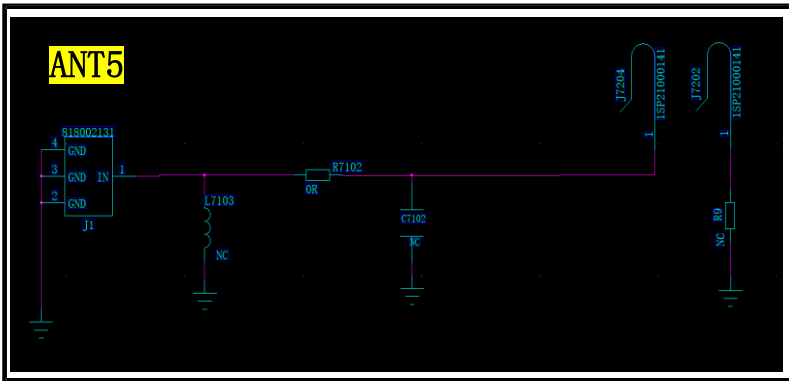 ANT5
818002131
4
GND
3
GND
IN
1
2
GND
J1
L7103
NC
R7102
0R
C7102
NC
J7204
1SP21000141
1
J7202
1SP21000141
1
R9
NC